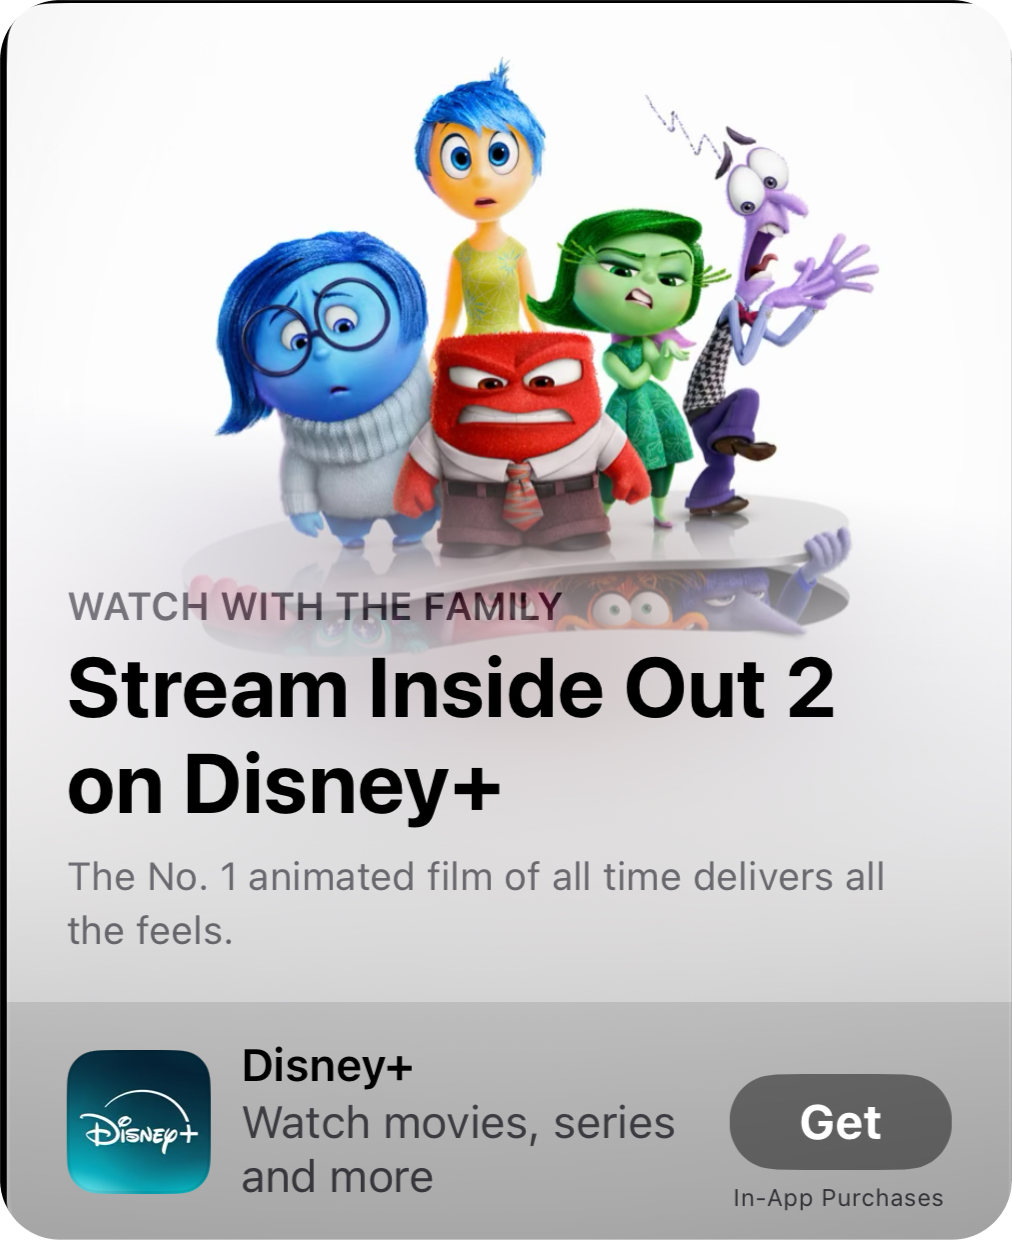 WATCH WITH THE FAMILY
Stream Inside Out 2
on Disney+
The No. 1 animated film of all time delivers all
the feels.
Disney+
Disney+
Watch movies, series
and more
Get
In-App Purchases